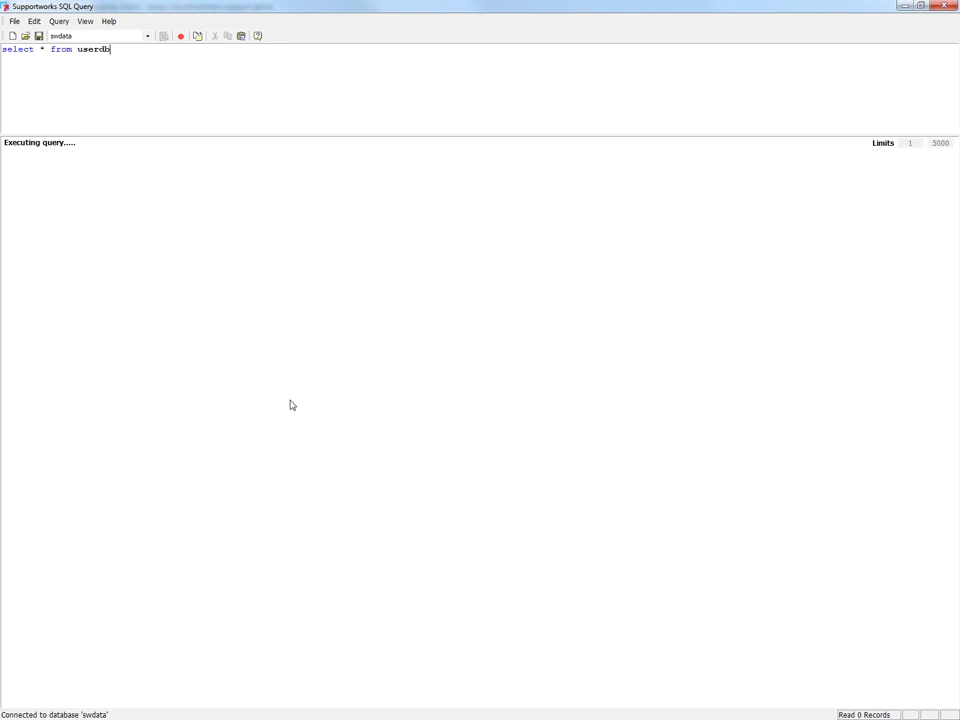 Supportworks SQL Query
File Edit Query View Help
swdata
select * from userdb
Executing query.....
Limits 1 5000
Connected to database 'swdata'
Read 0 Records